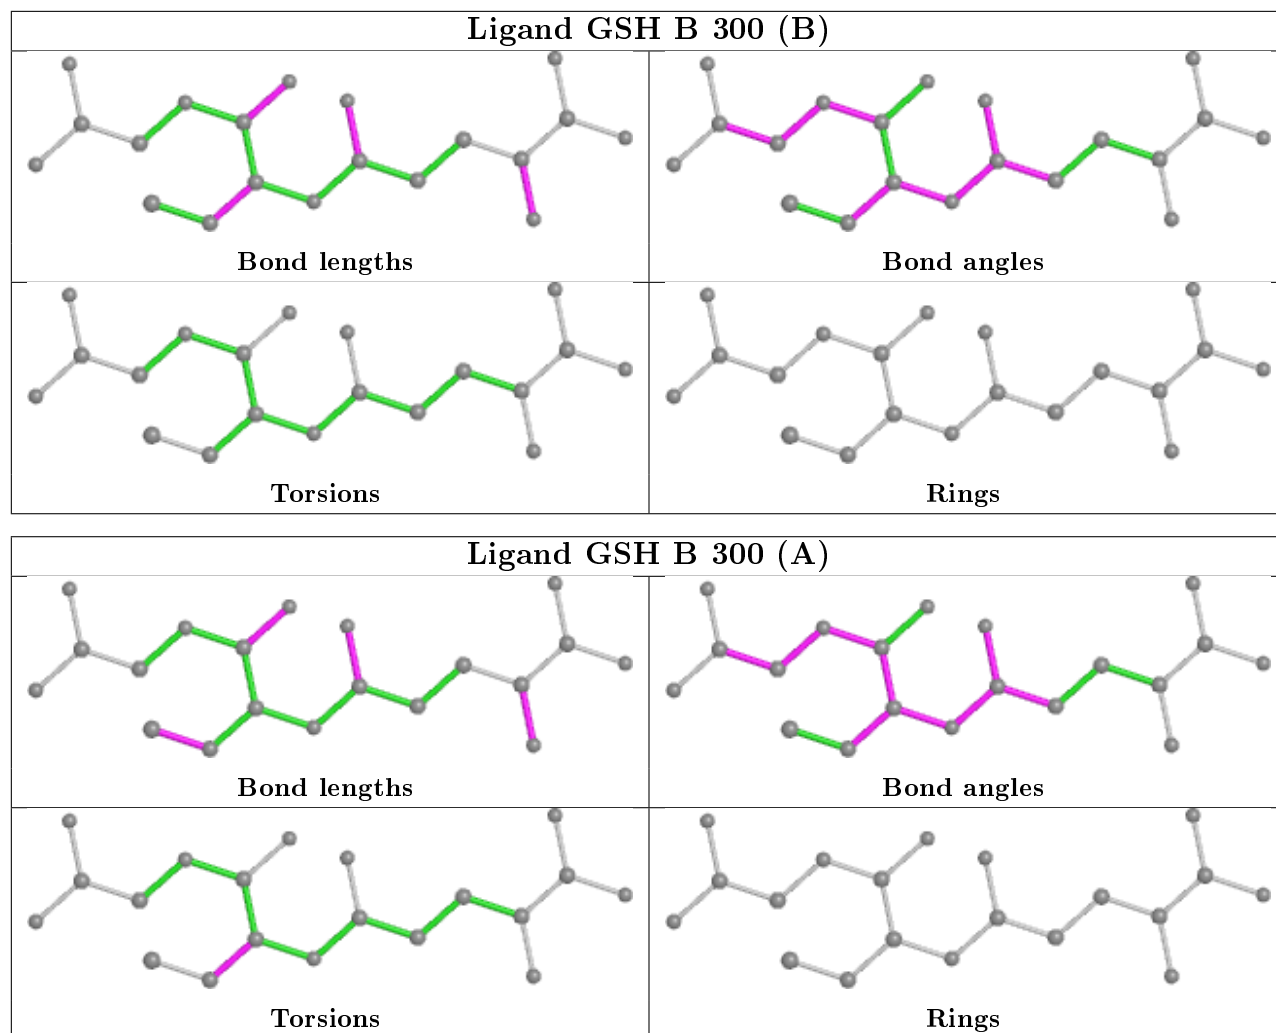 Ligand GSH B 300 (B)
Bond lengths
Bond angles
Torsions
Rings
Ligand GSH B 300 (A)
Bond lengths
Bond angles
Torsions
Rings